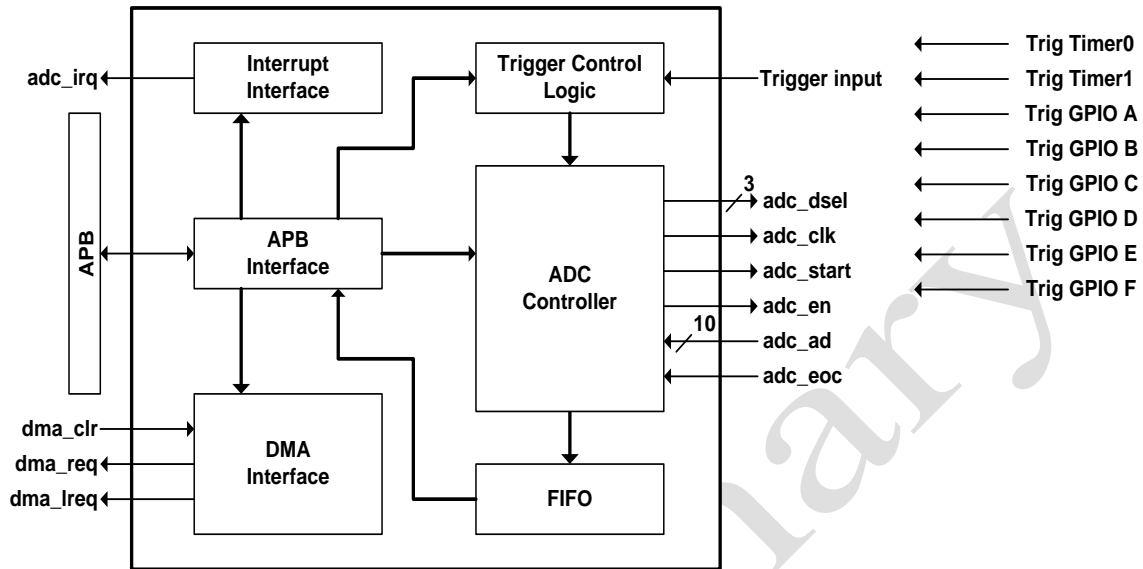 Interrupt
Interface
Trigger Control
Logic
adc_irq
Trigger input
Trig Timer0
Trig Timer1
Trig GPIO A
Trig GPIO B
Trig GPIO C
Trig GPIO D
Trig GPIO E
Trig GPIO F
APB
APB
Interface
ADC
Controller
3
adc_dsel
adc_clk
adc_start
adc_en
10
adc_ad
adc_eoc
dma_clr
dma_req
dma_lreq
DMA
Interface
FIFO
nary